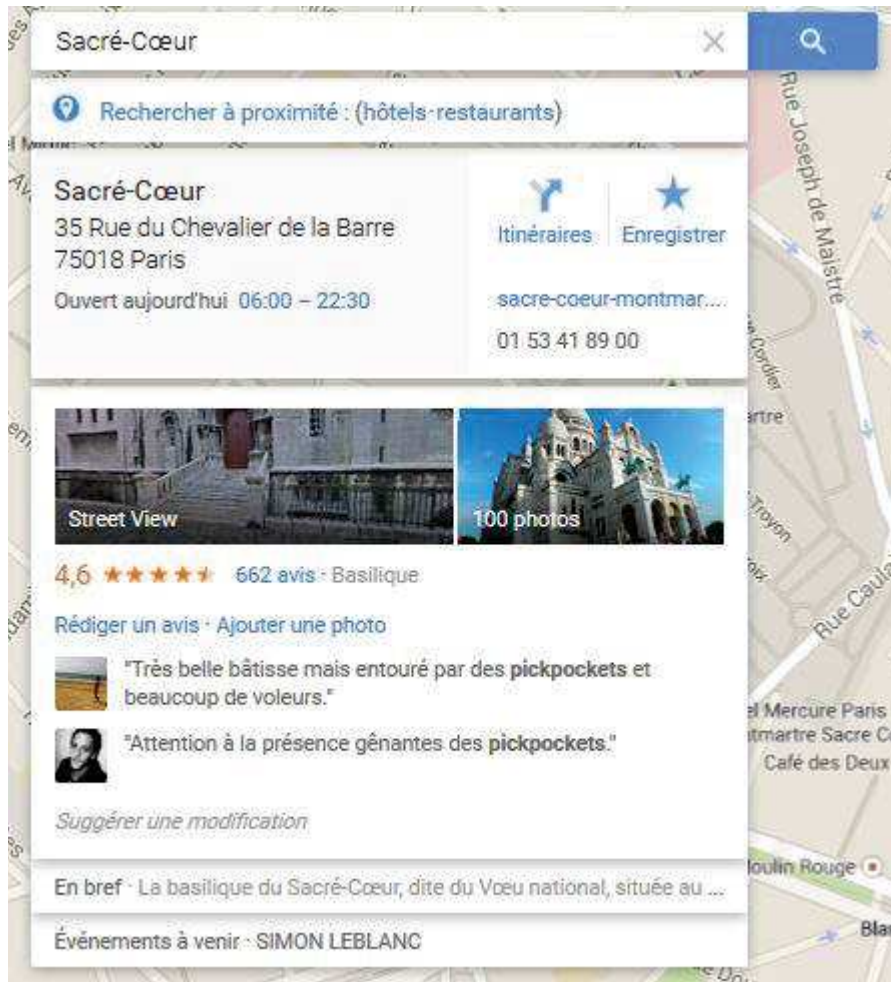 Sacré-Cœur
Rechercher à proximité : (hôtels-restaurants)
Sacré-Cœur
35 Rue du Chevalier de la Barre
75018 Paris
Ouvert aujourd'hui 06:00 – 22:30
Itinéraires Enregistrer
sacre-coeur-montmar....
01 53 41 89 00
Street View
100 photos
4,6 662 avis · Basilique
Rédiger un avis · Ajouter une photo
"Très belle bâtisse mais entouré par des pickpockets et
beaucoup de voleurs."
"Attention à la présence gênantes des pickpockets."
Suggérer une modification
En bref · La basilique du Sacré-Cœur, dite du Vœu national, située au ...
Événements à venir · SIMON LEBLANC
Rue Joseph de Maistre
Troyon
Rue Caula
Mercure Paris
tmartre Sacre C
Café des Deux
oulin Rouge
Bla